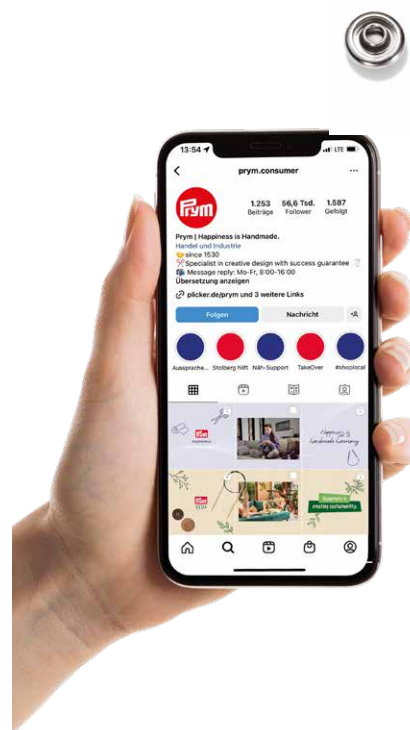 13:54
LTE
prym.consumer
Prym
1.253 56,6 Tsd. 1.587
Beiträge Follower Gefolgt
Prym | Happiness is Handmade.
Handel und Industrie
since 1530
Specialist in creative design with success guarantee
Message reply: Mo-Fr, 8:00-16:00
Übersetzung anzeigen
plicker.de/prym und 3 weitere Links
Folgen Nachricht
Aussprache... Stolberg hilft Näh-Support TakeOver #shoplocal
Prym
Happiness is
Prym
creating sustainability.